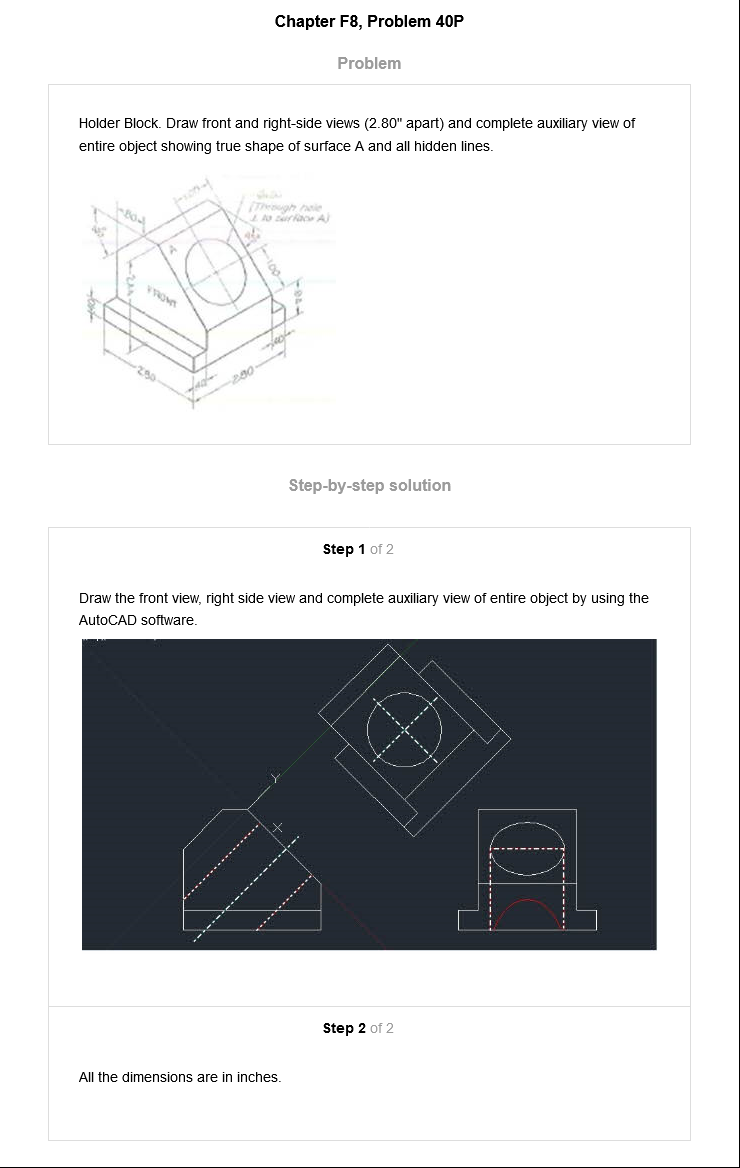 Chapter F8, Problem 40P
Problem
Holder Block. Draw front and right-side views (2.80" apart) and complete auxiliary view of
entire object showing true shape of surface A and all hidden lines.
(Through hole
⊥ to surface A)
45°
.80
A
45°
1.00
FRONT
.40
2.80
.40
2.80
.40
Step-by-step solution
Step 1 of 2
Draw the front view, right side view and complete auxiliary view of entire object by using the
AutoCAD software.
Y
X
Step 2 of 2
All the dimensions are in inches.